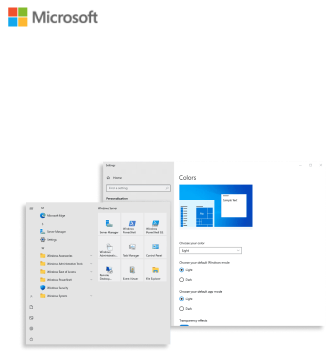 Microsoft
Settings
Home
Find a setting
Personalization
Colors
Sample Text
Choose your color
Light
Choose your default Windows mode
Light
Dark
Choose your default app mode
Light
Dark
Transparency effects
Windows Server
Microsoft Edge
Server Manager
Settings
Windows Accessories
Windows Administrative Tools
Windows Ease of Access
Windows PowerShell
Windows Security
Windows System
Server Manager
Windows PowerShell
Windows PowerShell ISE
Windows Administrative...
Task Manager
Control Panel
Remote Desktop...
Event Viewer
File Explorer